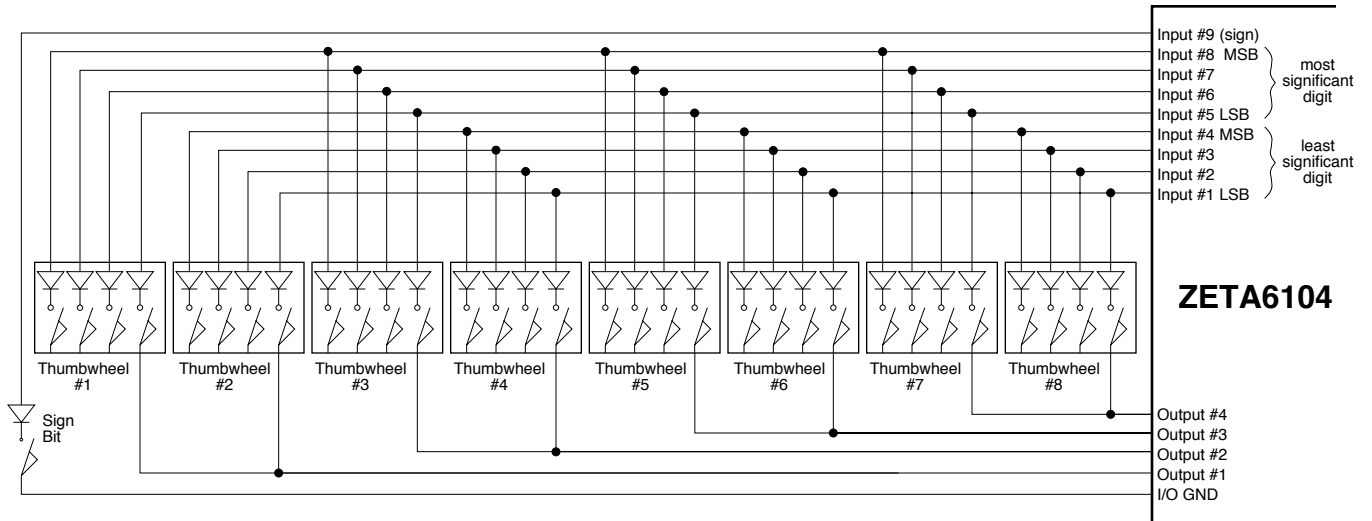 Input #9 (sign)
Input #8 MSB
Input #7
Input #6
Input #5 LSB
most
significant
digit
Input #4 MSB
Input #3
Input #2
Input #1 LSB
least
significant
digit
ZETA6104
Thumbwheel
#1
Thumbwheel
#2
Thumbwheel
#3
Thumbwheel
#4
Thumbwheel
#5
Thumbwheel
#6
Thumbwheel
#7
Thumbwheel
#8
Sign
Bit
Output #4
Output #3
Output #2
Output #1
I/O GND